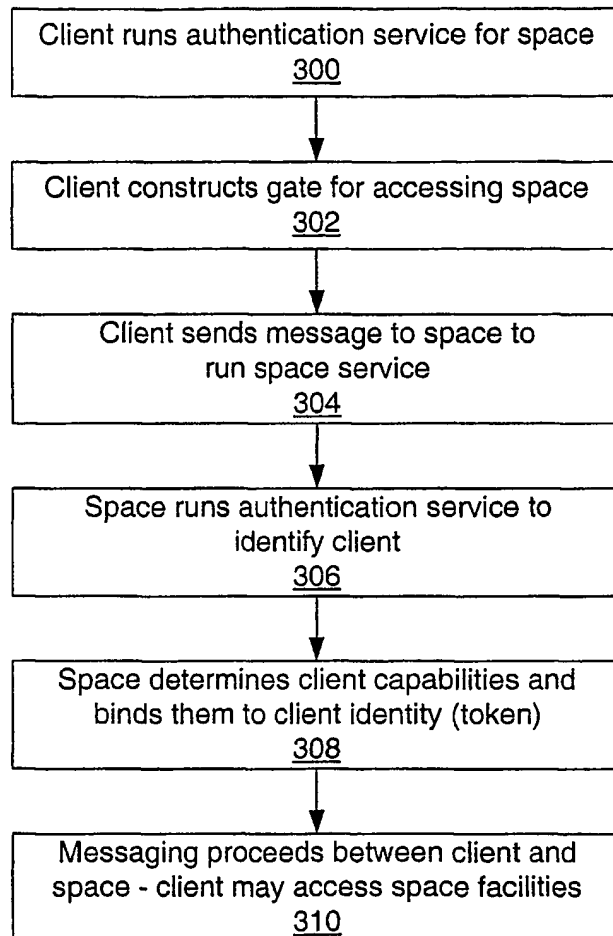 Client runs authentication service for space
300
Client constructs gate for accessing space
302
Client sends message to space to
run space service
304
Space runs authentication service to
identify client
306
Space determines client capabilities and
binds them to client identity (token)
308
Messaging proceeds between client and
space - client may access space facilities
310